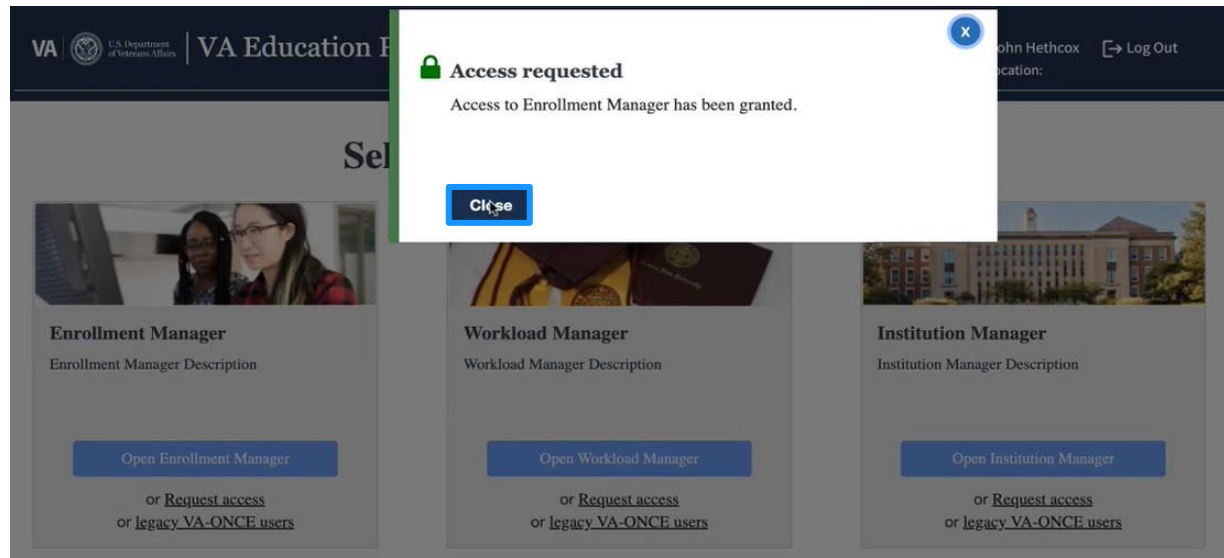 VA | U.S. Department of Veterans Affairs | VA Education
X
ohn Hethcox
Log Out
ocation:
Access requested
Access to Enrollment Manager has been granted.
Close
Sel
Enrollment Manager
Enrollment Manager Description
Open Enrollment Manager
or Request access
or legacy VA-ONCE users
Workload Manager
Workload Manager Description
Open Workload Manager
or Request access
or legacy VA-ONCE users
Institution Manager
Institution Manager Description
Open Institution Manager
or Request access
or legacy VA-ONCE users